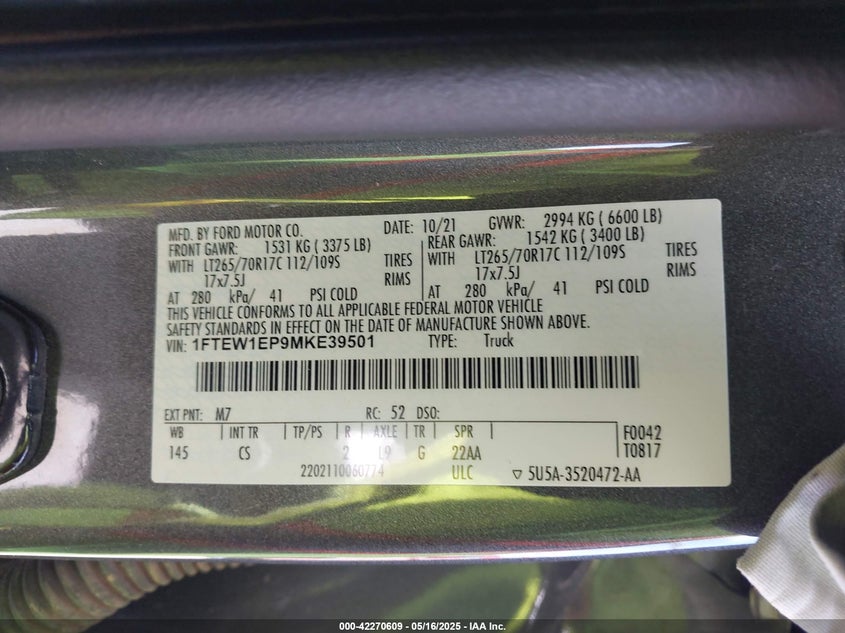 MFD. BY FORD MOTOR CO. DATE: 10/21 GVWR: 2994 KG ( 6600 LB)
FRONT GAWR: 1531 KG ( 3375 LB) REAR GAWR: 1542 KG ( 3400 LB)
WITH LT265/70R17C 112/109S TIRES WITH LT265/70R17C 112/109S TIRES
17x7.5J RIMS 17x7.5J RIMS
AT 280 kPa/ 41 PSI COLD AT 280 kPa/ 41 PSI COLD
THIS VEHICLE CONFORMS TO ALL APPLICABLE FEDERAL MOTOR VEHICLE
SAFETY STANDARDS IN EFFECT ON THE DATE OF MANUFACTURE SHOWN ABOVE.
VIN: 1FTEW1EP9MKE39501 TYPE: Truck
EXT PNT: M7 RC: 52 DSO:
WB INT TR TP/PS R AXLE TR SPR F0042
145 CS 2 L9 G 22AA T0817
2202110060774 ULC ▽ 5U5A-3520472-AA
000-42270609 - 05/16/2025 - IAA Inc.